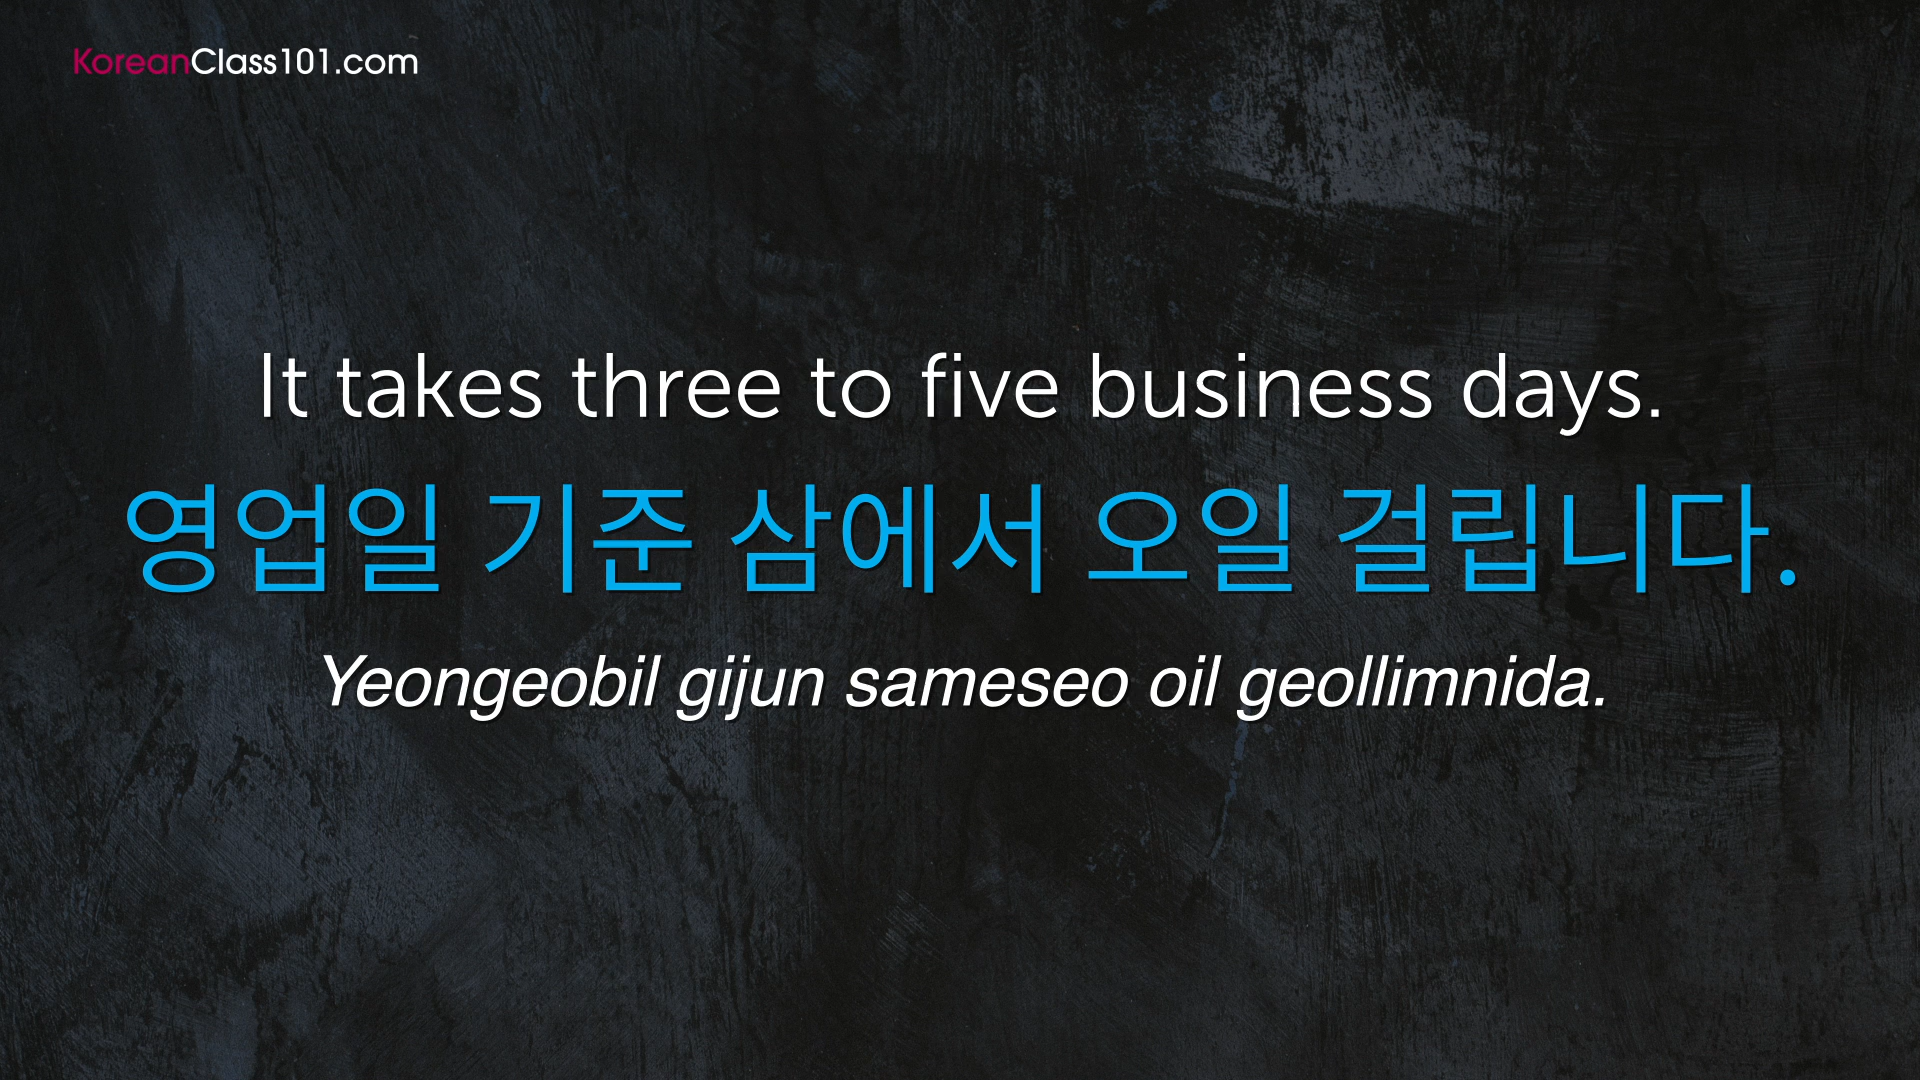 KoreanClass101.com
It takes three to five business days.
영업일 기준 삼에서 오일 걸립니다.
Yeongeobil gijun sameseo oil geollimnida.